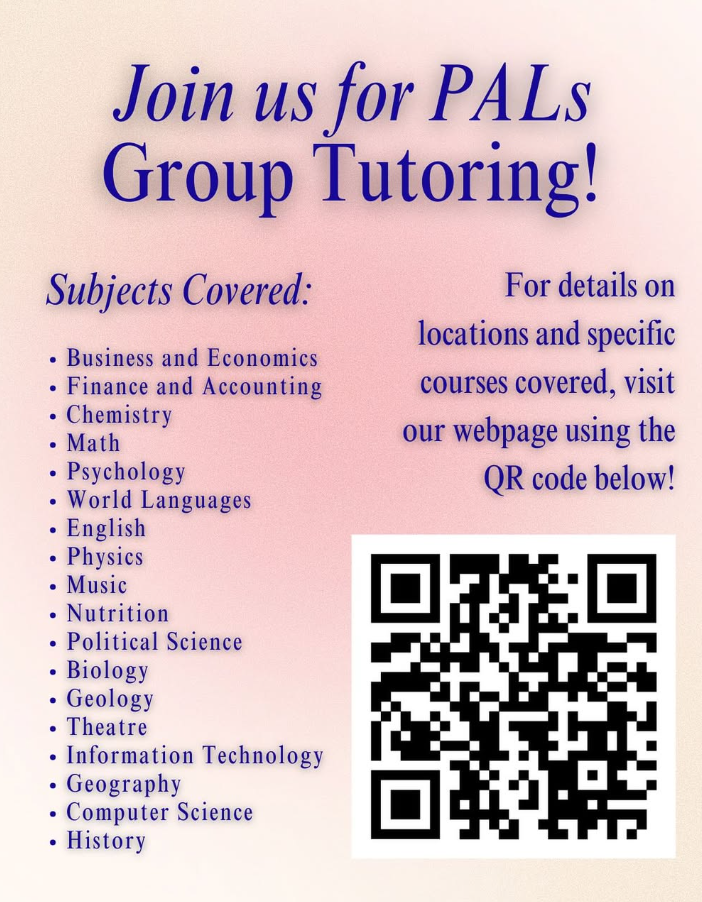 Join us for PALs
Group Tutoring!
Subjects Covered:
• Business and Economics
• Finance and Accounting
• Chemistry
• Math
• Psychology
• World Languages
• English
• Physics
• Music
• Nutrition
• Political Science
• Biology
• Geology
• Theatre
• Information Technology
• Geography
• Computer Science
• History
For details on
locations and specific
courses covered, visit
our webpage using the
QR code below!